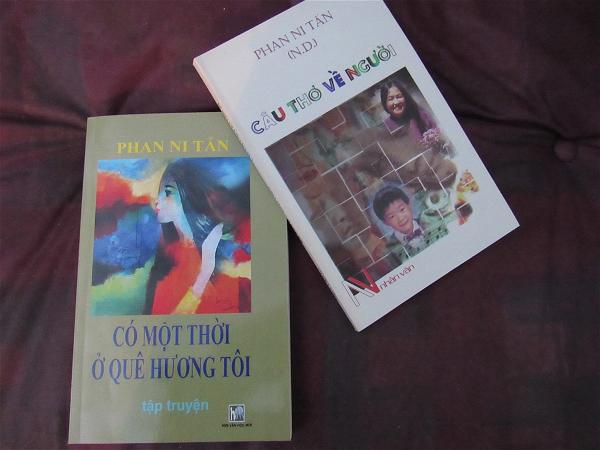 PHAN NI TẤN
CÓ MỘT THỜI
Ở QUÊ HƯƠNG TÔI
tập truyện
PHAN NI TẤN
(N.D.)
CÂU THƠ VỀ NGƯỜI
nhân văn